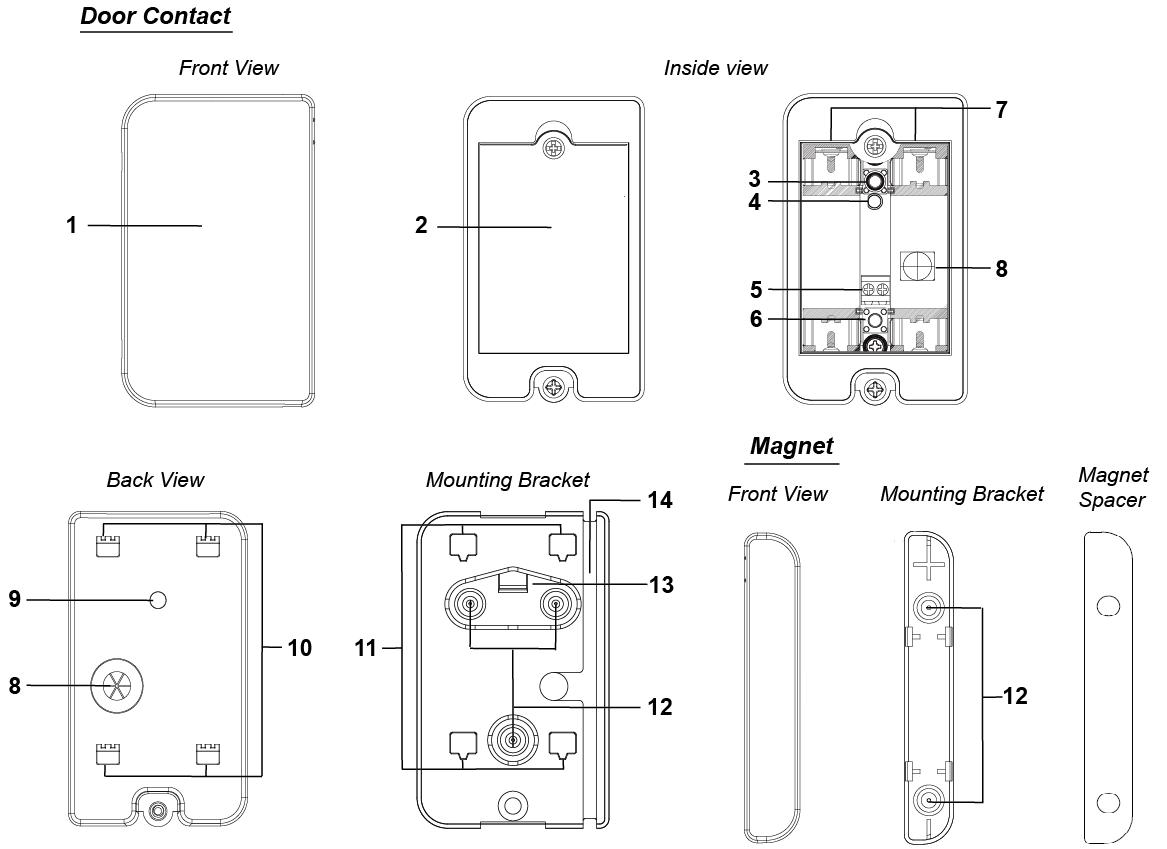 Door Contact
Front View
Inside view
1
2
3
4
5
6
7
8
Magnet
Back View
Mounting Bracket
Front View
Mounting Bracket
Magnet
Spacer
9
8
10
11
14
13
12
12